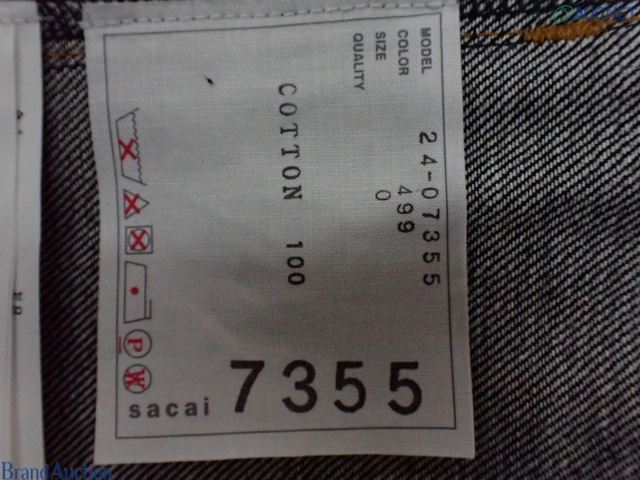 MODEL 24-07355
COLOR 499
SIZE 0
QUALITY
COTTON 100
P
W
sacai 7355
Brand Auction